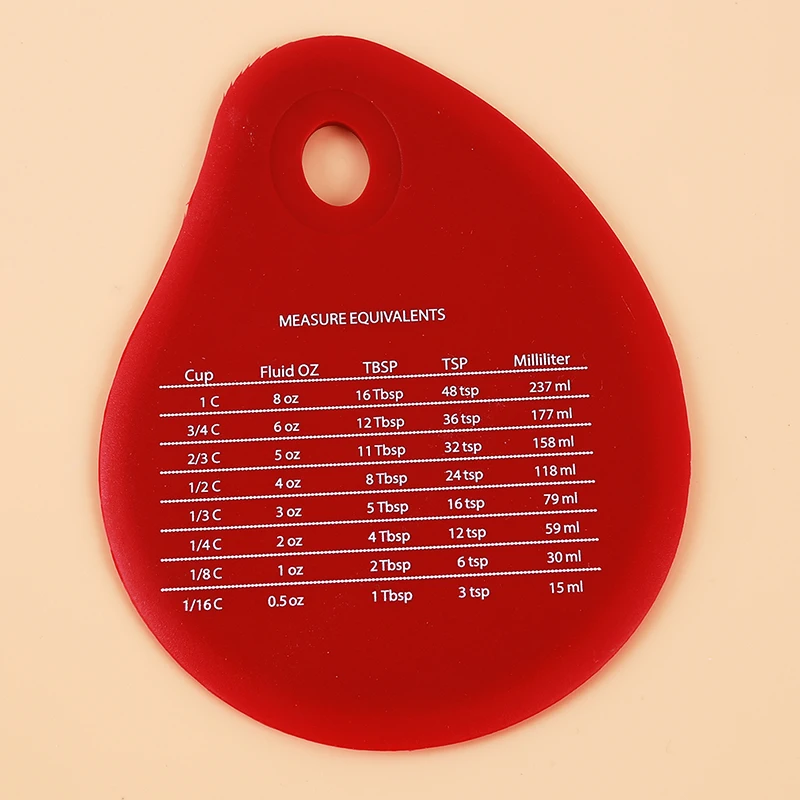 MEASURE EQUIVALENTS
Cup Fluid OZ TBSP TSP Milliliter
1 C 8 oz 16 Tbsp 48 tsp 237 ml
3/4 C 6 oz 12 Tbsp 36 tsp 177 ml
2/3 C 5 oz 11 Tbsp 32 tsp 158 ml
1/2 C 4 oz 8 Tbsp 24 tsp 118 ml
1/3 C 3 oz 5 Tbsp 16 tsp 79 ml
1/4 C 2 oz 4 Tbsp 12 tsp 59 ml
1/8 C 1 oz 2 Tbsp 6 tsp 30 ml
1/16 C 0.5 oz 1 Tbsp 3 tsp 15 ml